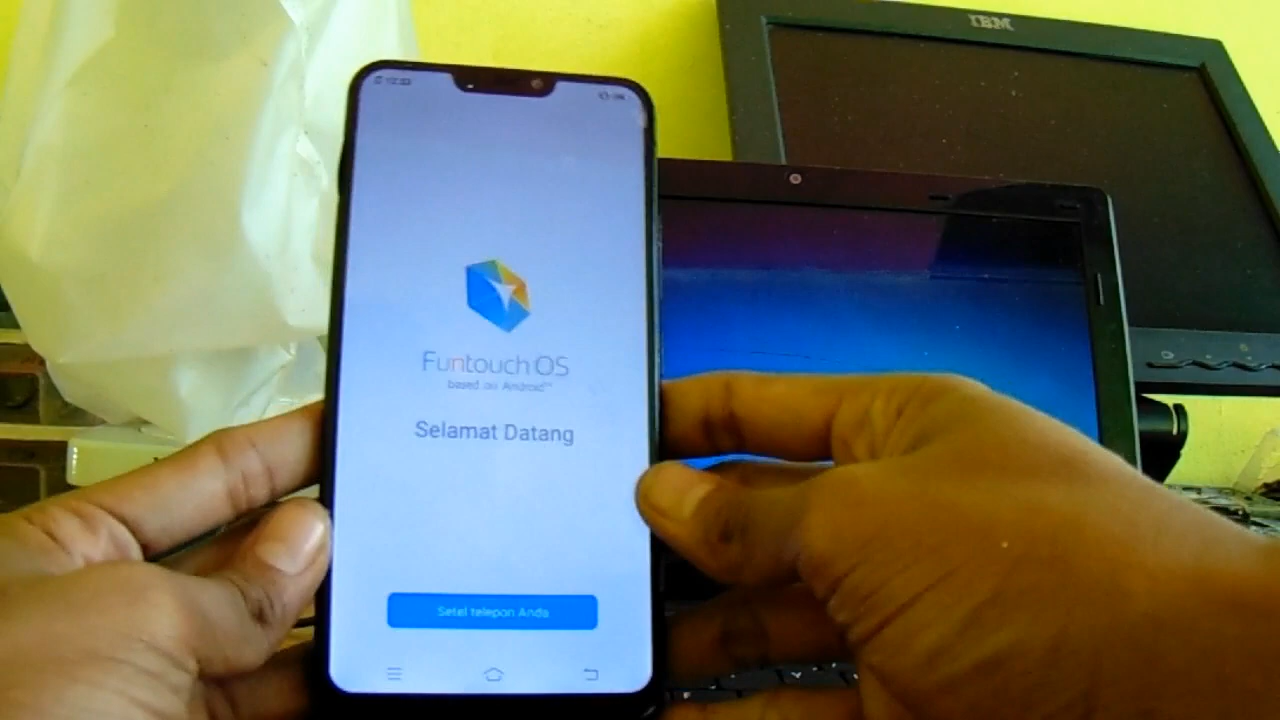 IBM
Funtouch OS
based on Android™
Selamat Datang
Setel telepon Anda